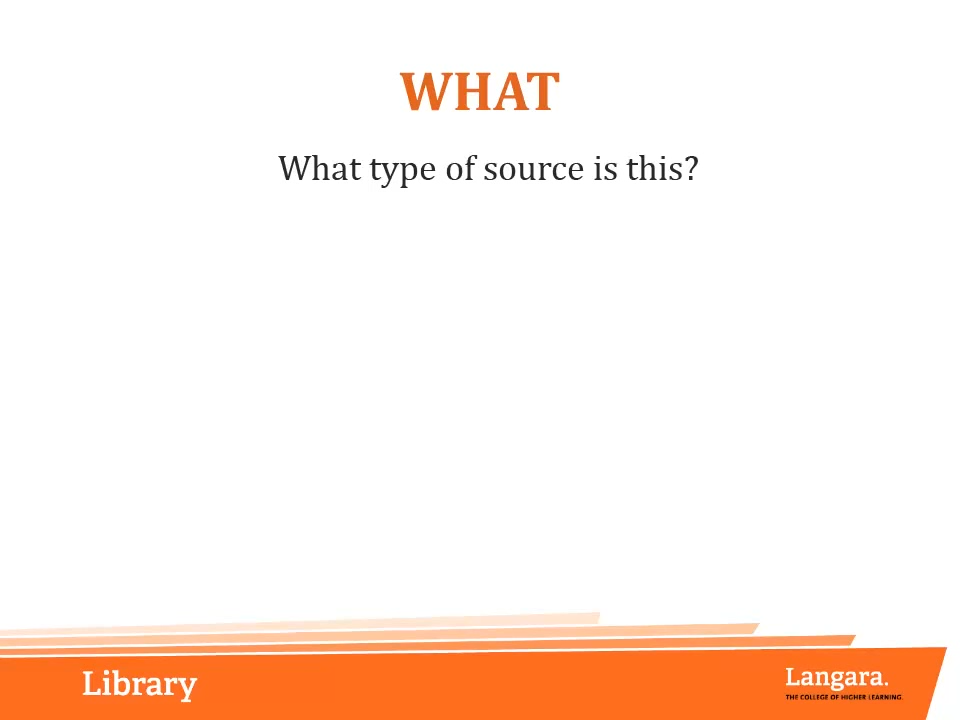 WHAT
What type of source is this?
Library
Langara.
THE COLLEGE OF HIGHER LEARNING.